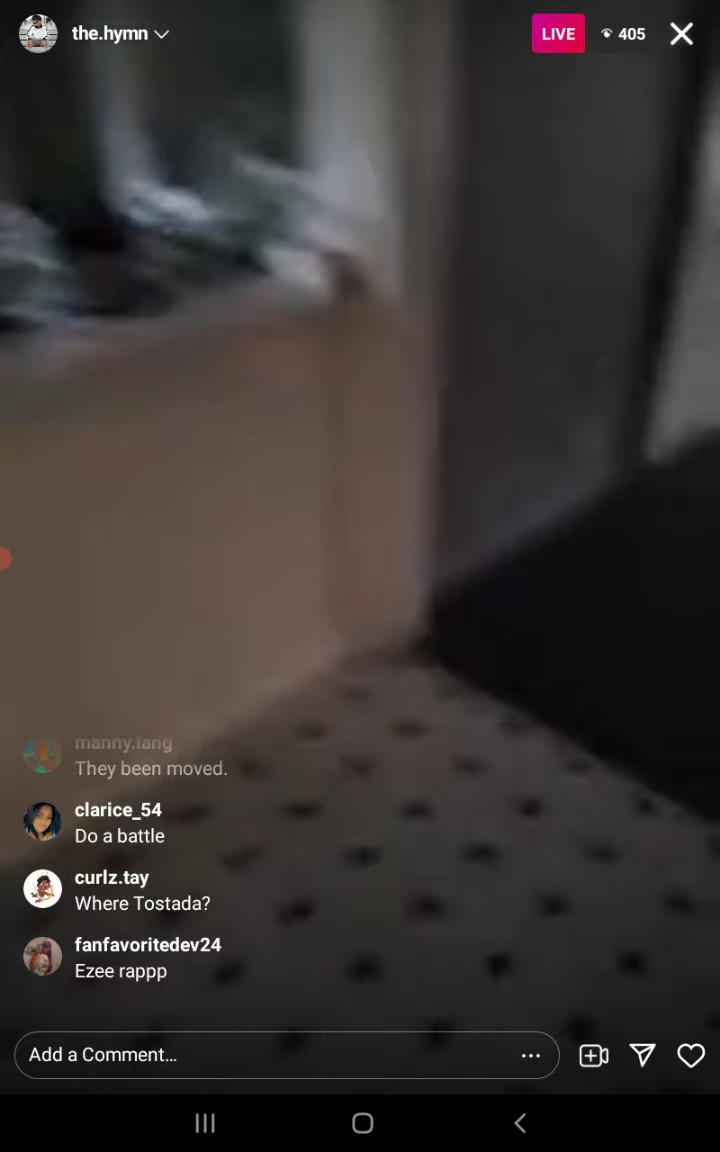 the.hymn
LIVE
405
manny.lang
They been moved.
clarice_54
Do a battle
curlz.tay
Where Tostada?
fanfavoritedev24
Ezee rappp
Add a Comment...